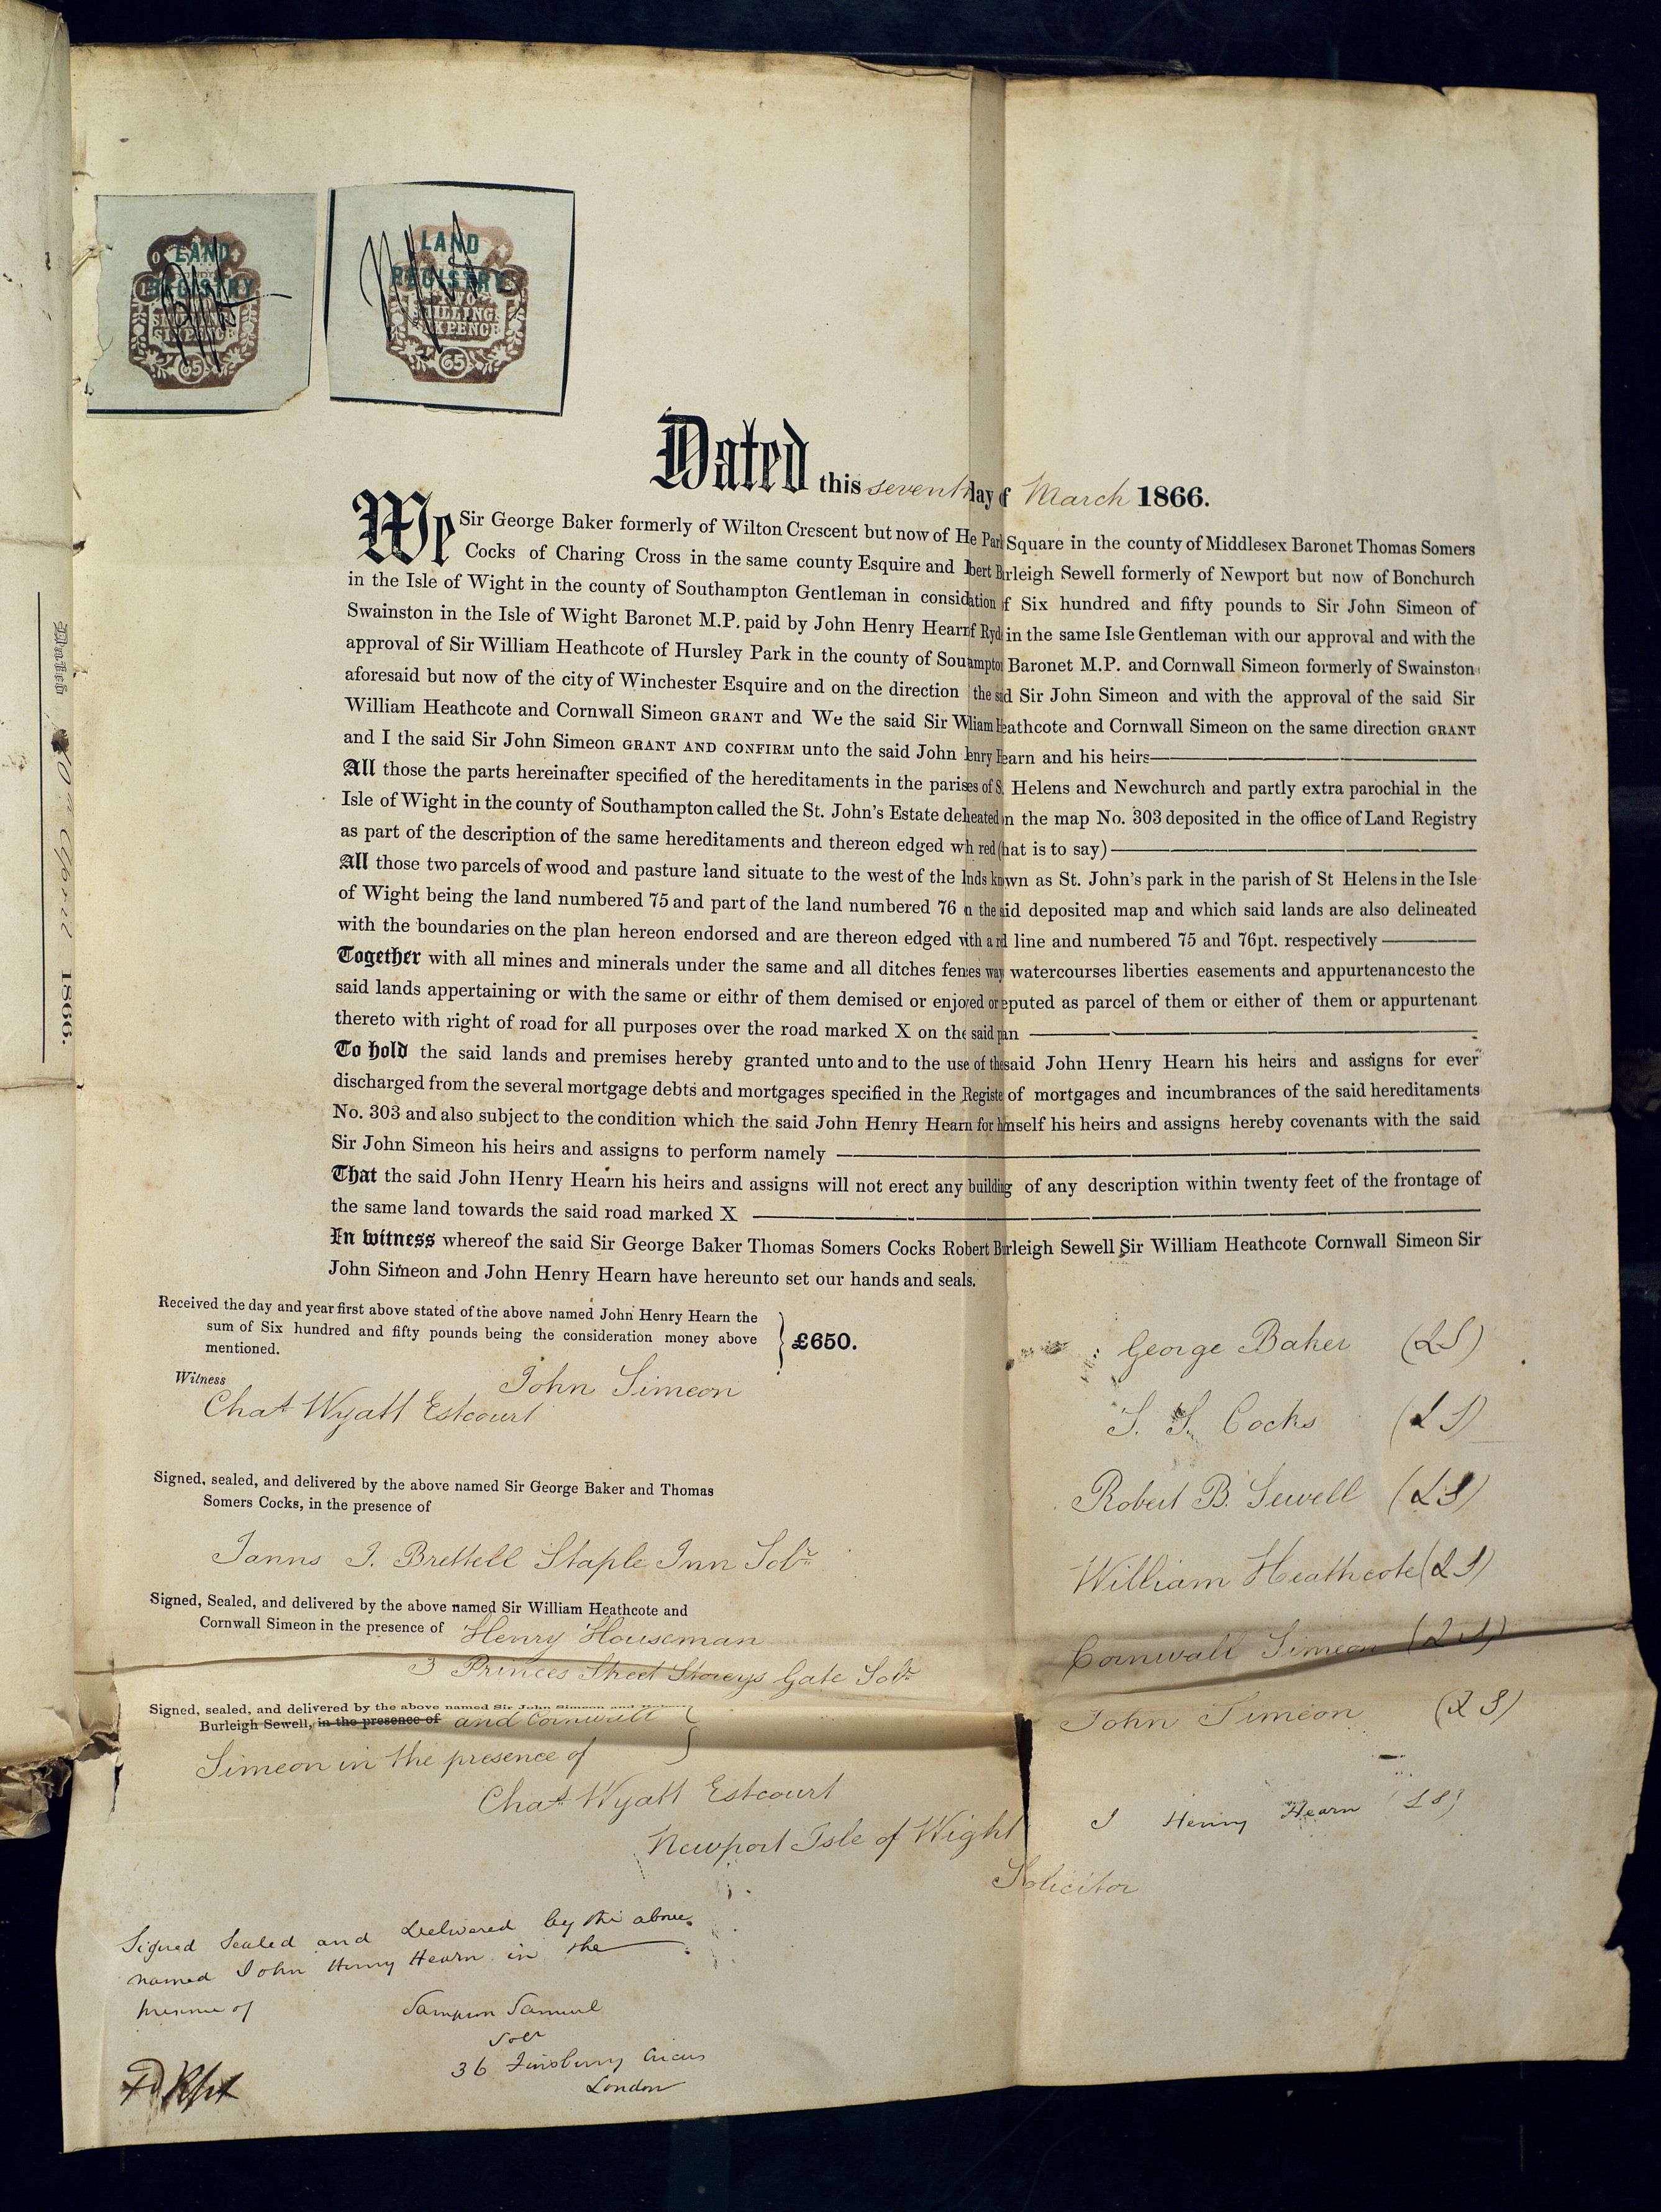 LAND
REGISTRY
SIXPENCE
65
LAND
REGISTRY
TWO
SHILLINGS
SIXPENCE
65
Dated this seventh day of March 1866.
We Sir George Baker formerly of Wilton Crescent but now of He Park Square in the county of Middlesex Baronet Thomas Somers
Cocks of Charing Cross in the same county Esquire and bert Burleigh Sewell formerly of Newport but now of Bonchurch
in the Isle of Wight in the county of Southampton Gentleman in consideration of Six hundred and fifty pounds to Sir John Simeon of
Swainston in the Isle of Wight Baronet M.P. paid by John Henry Hearn of Ryde in the same Isle Gentleman with our approval and with the
approval of Sir William Heathcote of Hursley Park in the county of Southampton Baronet M.P. and Cornwall Simeon formerly of Swainston
aforesaid but now of the city of Winchester Esquire and on the direction the said Sir John Simeon and with the approval of the said Sir
William Heathcote and Cornwall Simeon GRANT and We the said Sir William Heathcote and Cornwall Simeon on the same direction GRANT
and I the said Sir John Simeon GRANT AND CONFIRM unto the said John Henry Hearn and his heirs
All those the parts hereinafter specified of the hereditaments in the parishes of St. Helens and Newchurch and partly extra parochial in the
Isle of Wight in the county of Southampton called the St. John's Estate delineated on the map No. 303 deposited in the office of Land Registry
as part of the description of the same hereditaments and thereon edged with red (that is to say)
All those two parcels of wood and pasture land situate to the west of the lands known as St. John's park in the parish of St Helens in the Isle
of Wight being the land numbered 75 and part of the land numbered 76 on the said deposited map and which said lands are also delineated
with the boundaries on the plan hereon endorsed and are thereon edged with a red line and numbered 75 and 76pt. respectively
Together with all mines and minerals under the same and all ditches fences ways watercourses liberties easements and appurtenancesto the
said lands appertaining or with the same or eithr of them demised or enjoyed or reputed as parcel of them or either of them or appurtenant
thereto with right of road for all purposes over the road marked X on the said plan
To hold the said lands and premises hereby granted unto and to the use of the said John Henry Hearn his heirs and assigns for ever
discharged from the several mortgage debts and mortgages specified in the Register of mortgages and incumbrances of the said hereditaments
No. 303 and also subject to the condition which the said John Henry Hearn for himself his heirs and assigns hereby covenants with the said
Sir John Simeon his heirs and assigns to perform namely
That the said John Henry Hearn his heirs and assigns will not erect any building of any description within twenty feet of the frontage of
the same land towards the said road marked X
In witness whereof the said Sir George Baker Thomas Somers Cocks Robert Burleigh Sewell Sir William Heathcote Cornwall Simeon Sir
John Simeon and John Henry Hearn have hereunto set our hands and seals.
Received the day and year first above stated of the above named John Henry Hearn the
sum of Six hundred and fifty pounds being the consideration money above
mentioned.
£650.
Witness
John Simeon
Chas Wyatt Estcourt
Signed, sealed, and delivered by the above named Sir George Baker and Thomas
Somers Cocks, in the presence of
J. Brettell Staple Inn Solr
Signed, Sealed, and delivered by the above named Sir William Heathcote and
Cornwall Simeon in the presence of Henry Houseman
3 Princes Street Storeys Gate Solr
Signed, sealed, and delivered by the above named Sir John Simeon and Robert
Burleigh Sewell, in the presence of and Cornwall
Simeon in the presence of
Chas Wyatt Estcourt
Newport Isle of Wight
Solicitor
George Baker (LS)
T. S. Cocks (LS)
Robert B. Sewell (LS)
William Heathcote (LS)
Cornwall Simeon (LS)
John Simeon (LS)
J Henry Hearn (LS)
Signed Sealed and Delivered by the above
named John Henry Hearn in the
presence of
Sampson Samuel
Solr
36 Finsbury Circus
London
Dated
10th April 1866.